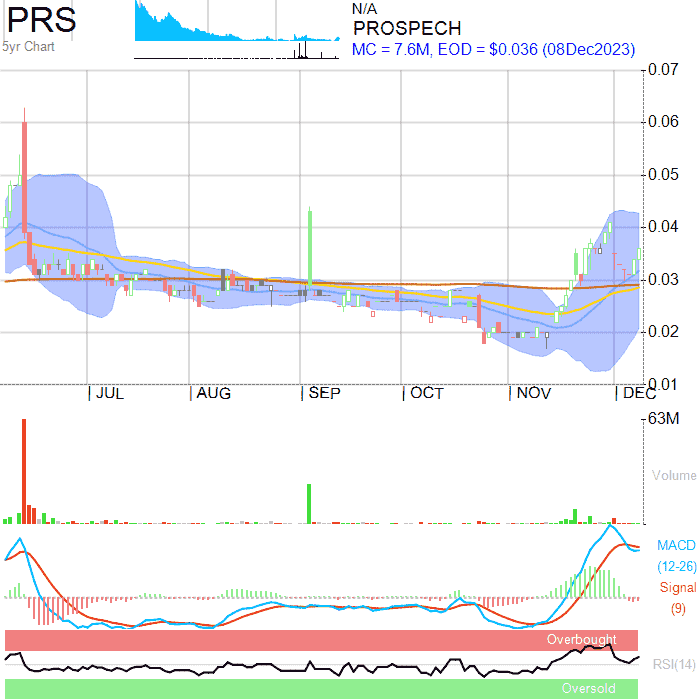 PRS
5yr Chart
N/A
PROSPECH
MC = 7.6M, EOD = $0.036 (08Dec2023)
0.07
0.06
0.05
0.04
0.03
0.02
0.01
JUL AUG SEP OCT NOV DEC
63M
Volume
MACD
(12-26)
Signal
(9)
Overbought
RSI(14)
Oversold